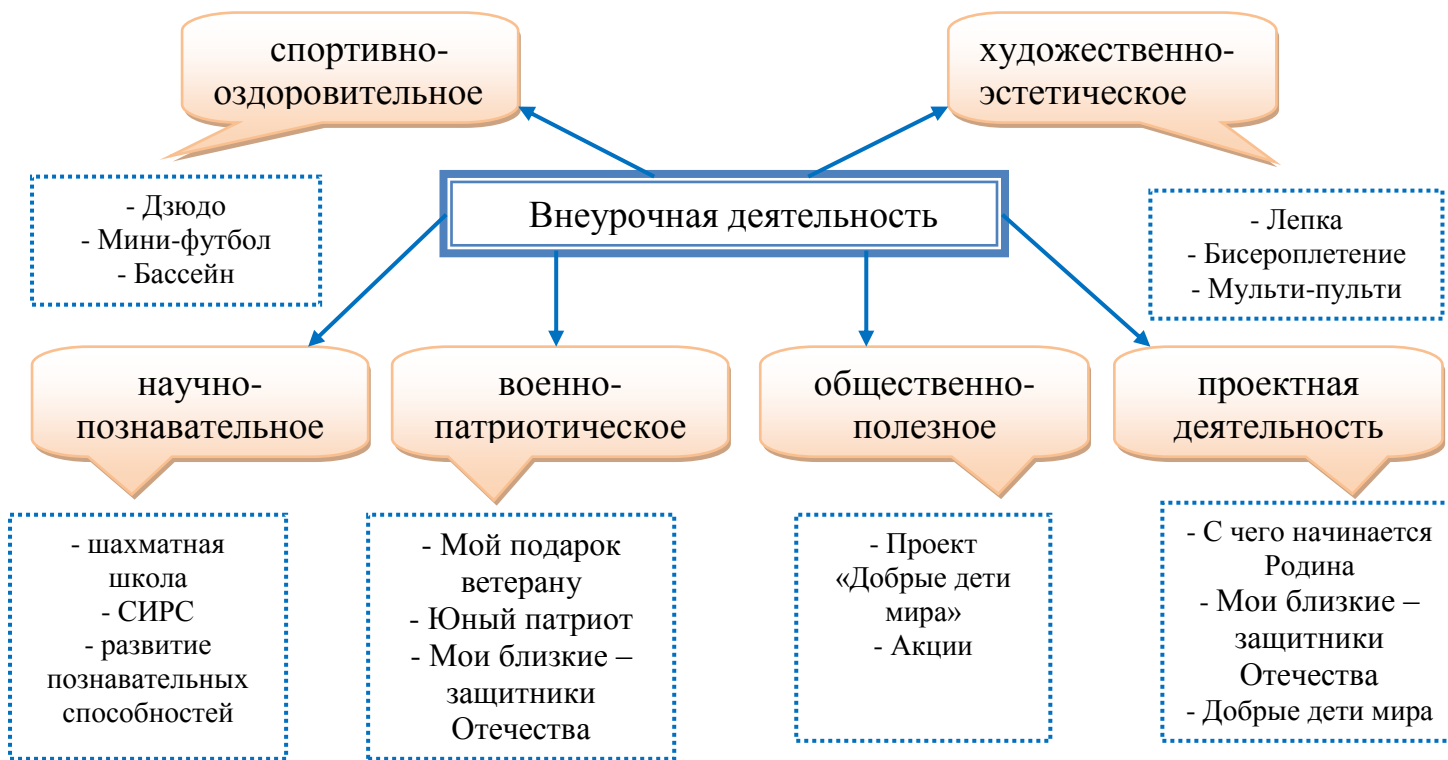 спортивно-
оздоровительное
художественно-
эстетическое
Внеурочная деятельность
- Дзюдо
- Мини-футбол
- Бассейн
- Лепка
- Бисероплетение
- Мульти-пульти
научно-
познавательное
военно-
патриотическое
общественно-
полезное
проектная
деятельность
- шахматная
школа
- СИРС
- развитие
познавательных
способностей
- Мой подарок
ветерану
- Юный патриот
- Мои близкие –
защитники
Отечества
- Проект
«Добрые дети
мира»
- Акции
- С чего начинается
Родина
- Мои близкие –
защитники
Отечества
- Добрые дети мира